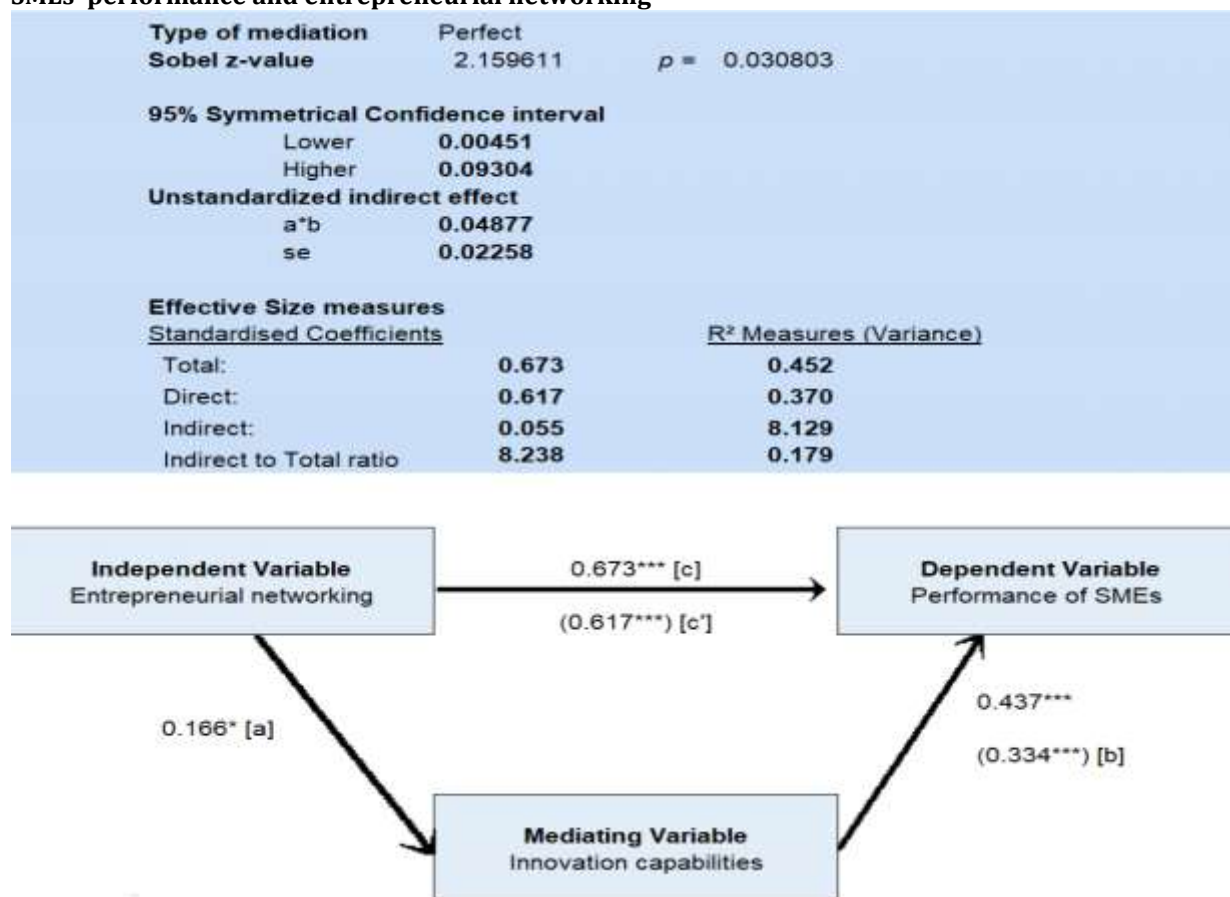 SMEs' performance and entrepreneurial networking
Type of mediation Perfect
Sobel z-value 2.159611 p = 0.030803
95% Symmetrical Confidence interval
Lower 0.00451
Higher 0.09304
Unstandardized indirect effect
a*b 0.04877
se 0.02258
Effective Size measures
Standardised Coefficients R² Measures (Variance)
Total: 0.673 0.452
Direct: 0.617 0.370
Indirect: 0.055 8.129
Indirect to Total ratio 8.238 0.179
Independent Variable
Entrepreneurial networking
0.673*** [c]
(0.617***) [c']
Dependent Variable
Performance of SMEs
0.166* [a]
0.437***
(0.334***) [b]
Mediating Variable
Innovation capabilities